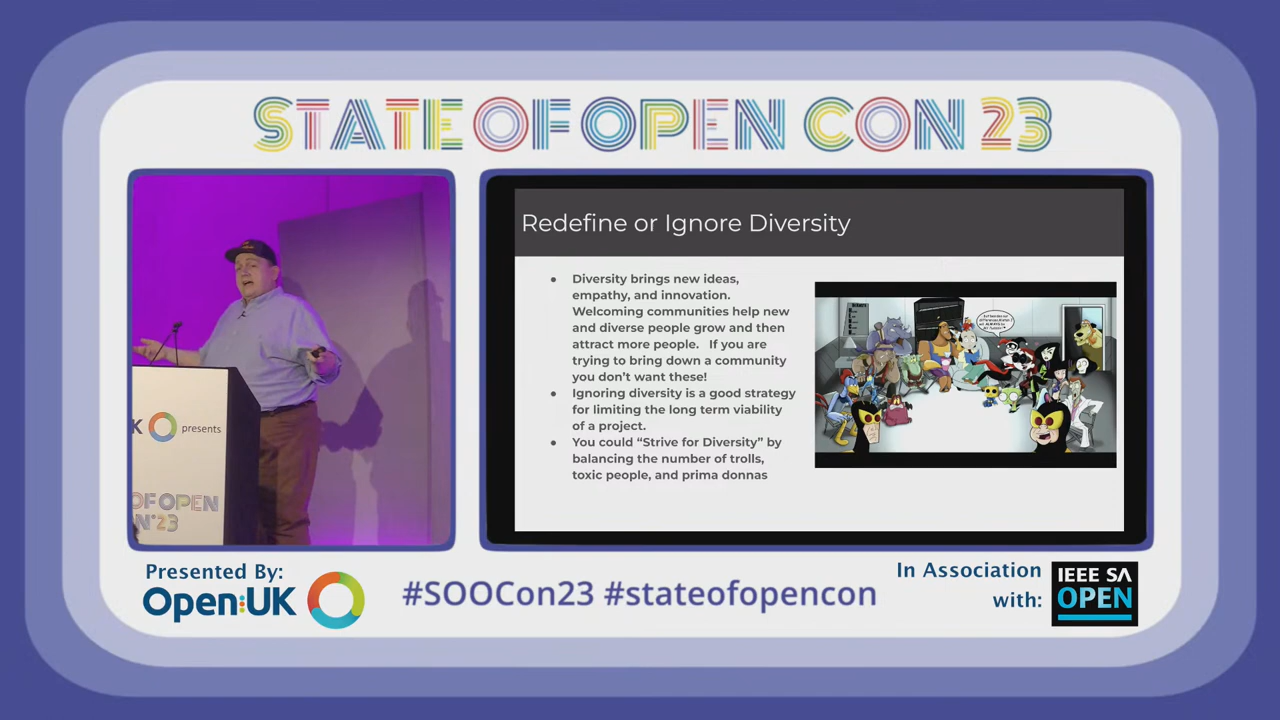 STATE OF OPEN CON 23
Redefine or Ignore Diversity
● Diversity brings new ideas,
empathy, and innovation.
Welcoming communities help new
and diverse people grow and then
attract more people. If you are
trying to bring down a community
you don't want these!
● Ignoring diversity is a good strategy
for limiting the long term viability
of a project.
● You could “Strive for Diversity” by
balancing the number of trolls,
toxic people, and prima donnas
K presents
OF OPEN
N'23
Presented By:
Open:UK
#SOOCon23 #stateofopencon
In Association
with:
IEEE SA
OPEN